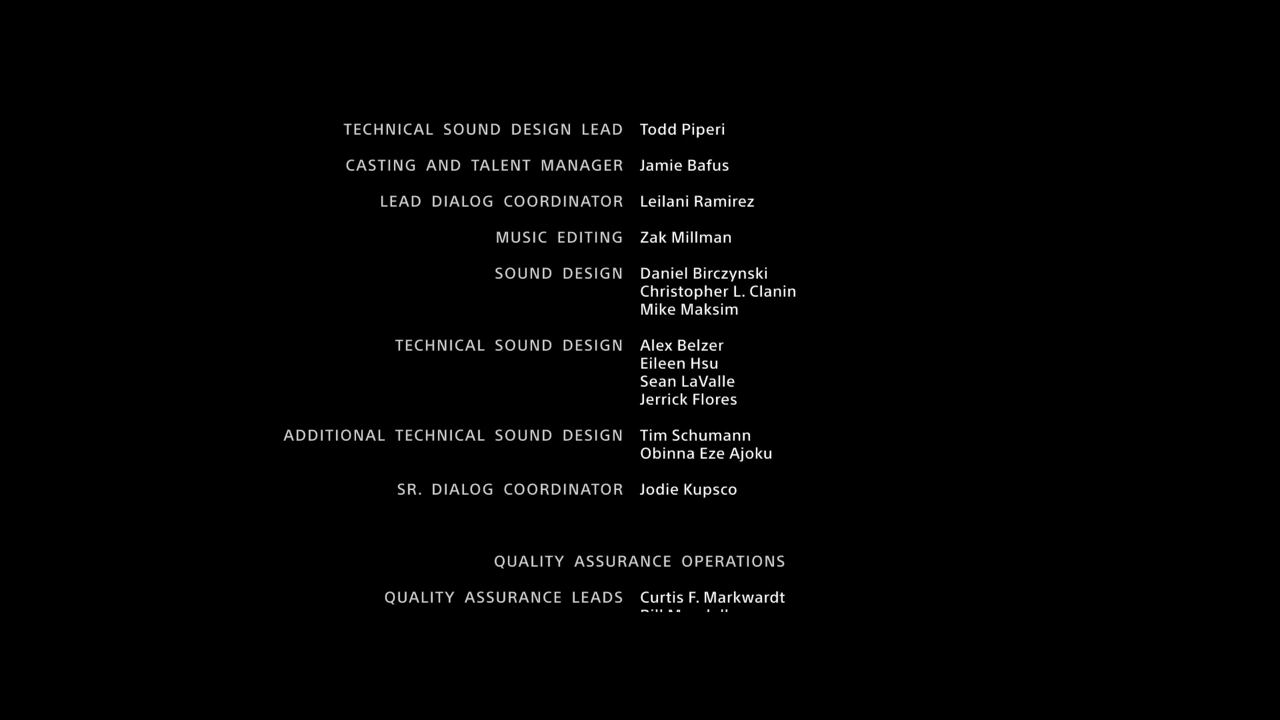 TECHNICAL SOUND DESIGN LEAD Todd Piperi
CASTING AND TALENT MANAGER Jamie Bafus
LEAD DIALOG COORDINATOR Leilani Ramirez
MUSIC EDITING Zak Millman
SOUND DESIGN Daniel Birczynski
Christopher L. Clanin
Mike Maksim
TECHNICAL SOUND DESIGN Alex Belzer
Eileen Hsu
Sean LaValle
Jerrick Flores
ADDITIONAL TECHNICAL SOUND DESIGN Tim Schumann
Obinna Eze Ajoku
SR. DIALOG COORDINATOR Jodie Kupsco
QUALITY ASSURANCE OPERATIONS
QUALITY ASSURANCE LEADS Curtis F. Markwardt